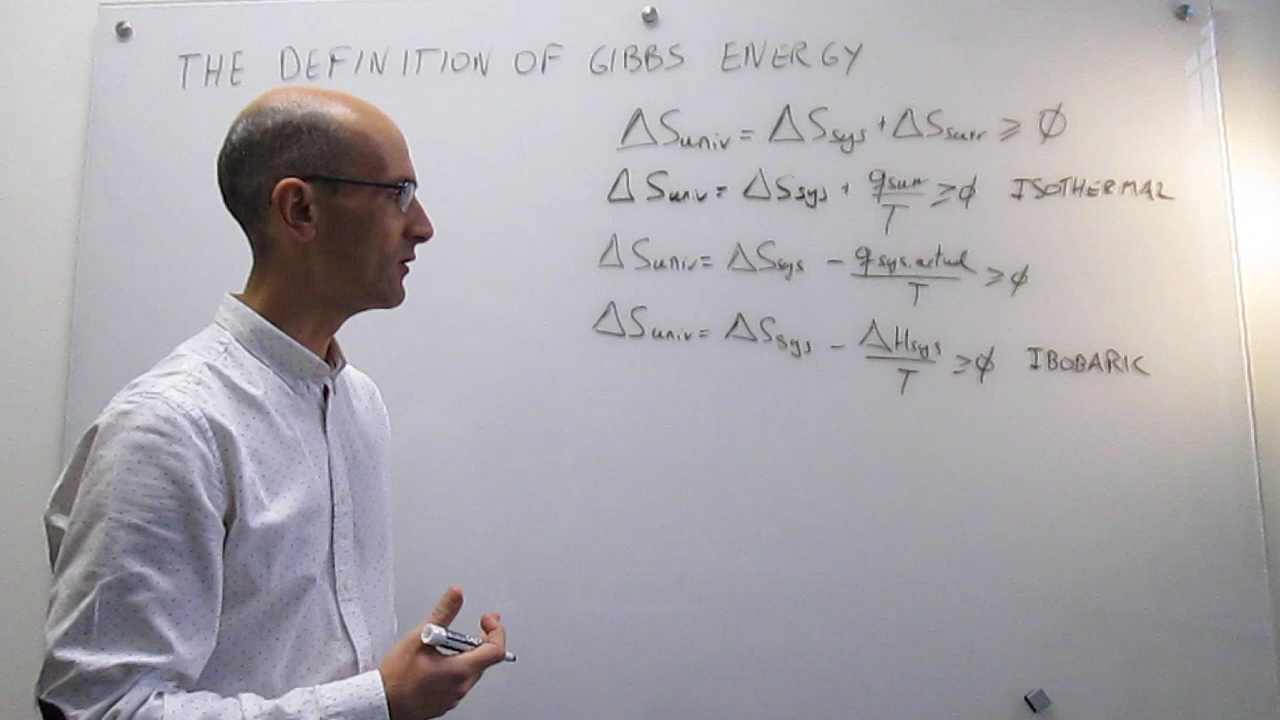 THE DEFINITION OF GIBBS ENERGY
ΔSuniv = ΔSsys + ΔSsurr ≥ ∅
ΔSuniv = ΔSsys + qsurr/T ≥ ∅ ISOTHERMAL
ΔSuniv = ΔSsys - qsys,actual/T ≥ ∅
ΔSuniv = ΔSsys - ΔHsys/T ≥ ∅ IBOBARIC